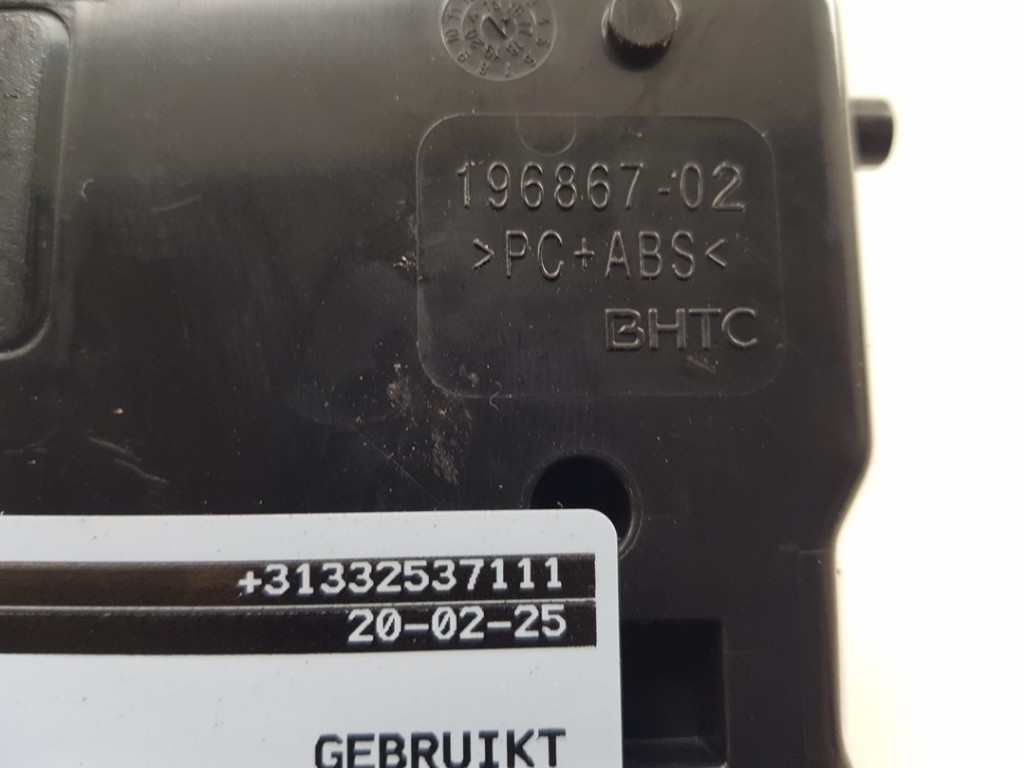 196867-02
>PC+ABS<
BHTC
+31332537111
20-02-25
GEBRUIKT